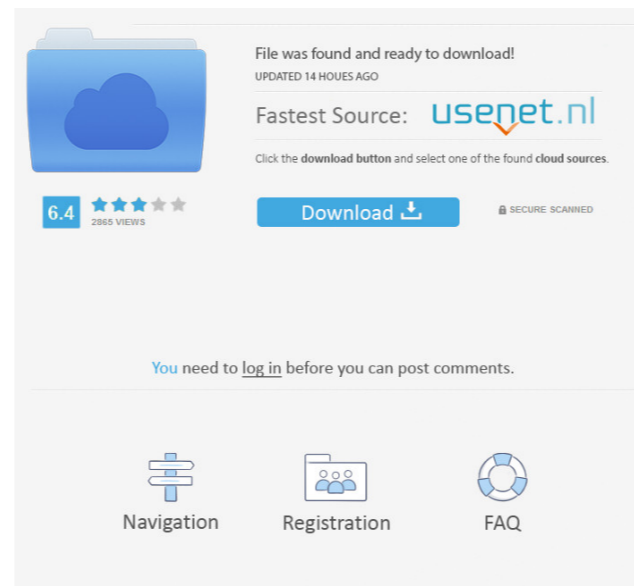 File was found and ready to download!
UPDATED 14 HOUES AGO
Fastest Source: usenet.nl
Click the download button and select one of the found cloud sources.
6.4
2865 VIEWS
Download
SECURE SCANNED
You need to log in before you can post comments.
Navigation
Registration
FAQ